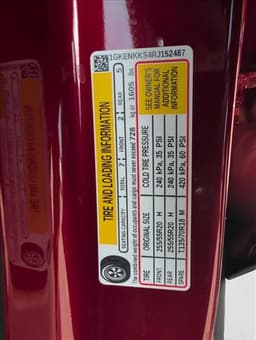 1GKENKKS4RJ152487
TIRE AND LOADING INFORMATION
SEATING CAPACITY TOTAL 7 FRONT 2 REAR 5
The combined weight of occupants and cargo must never exceed 728 kg or 1605 lbs.
TIRE ORIGINAL SIZE COLD TIRE PRESSURE
FRONT 255/55R20 H 240 kPa, 35 PSI
REAR 255/55R20 H 240 kPa, 35 PSI
SPARE T135/70R18 M 420 kPa, 60 PSI
SEE OWNER'S
MANUAL FOR
ADDITIONAL
INFORMATION